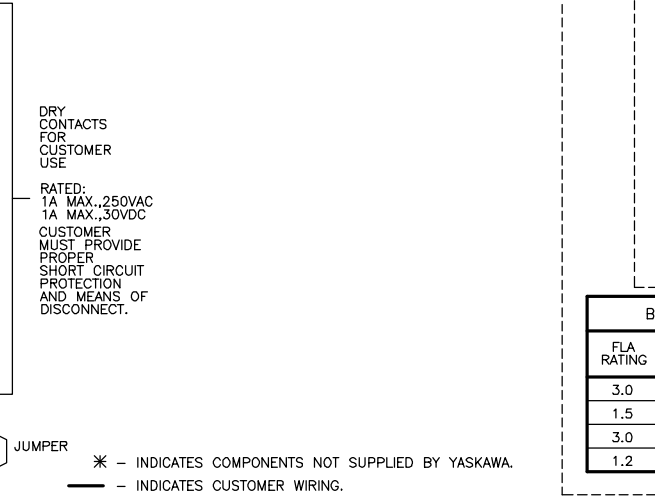 DRY
CONTACTS
FOR
CUSTOMER
USE
RATED:
1A MAX.,250VAC
1A MAX.,30VDC
CUSTOMER
MUST PROVIDE
PROPER
SHORT CIRCUIT
PROTECTION
AND MEANS OF
DISCONNECT.
JUMPER
* – INDICATES COMPONENTS NOT SUPPLIED BY YASKAWA.
– INDICATES CUSTOMER WIRING.
B
FLA
RATING
3.0
1.5
3.0
1.2